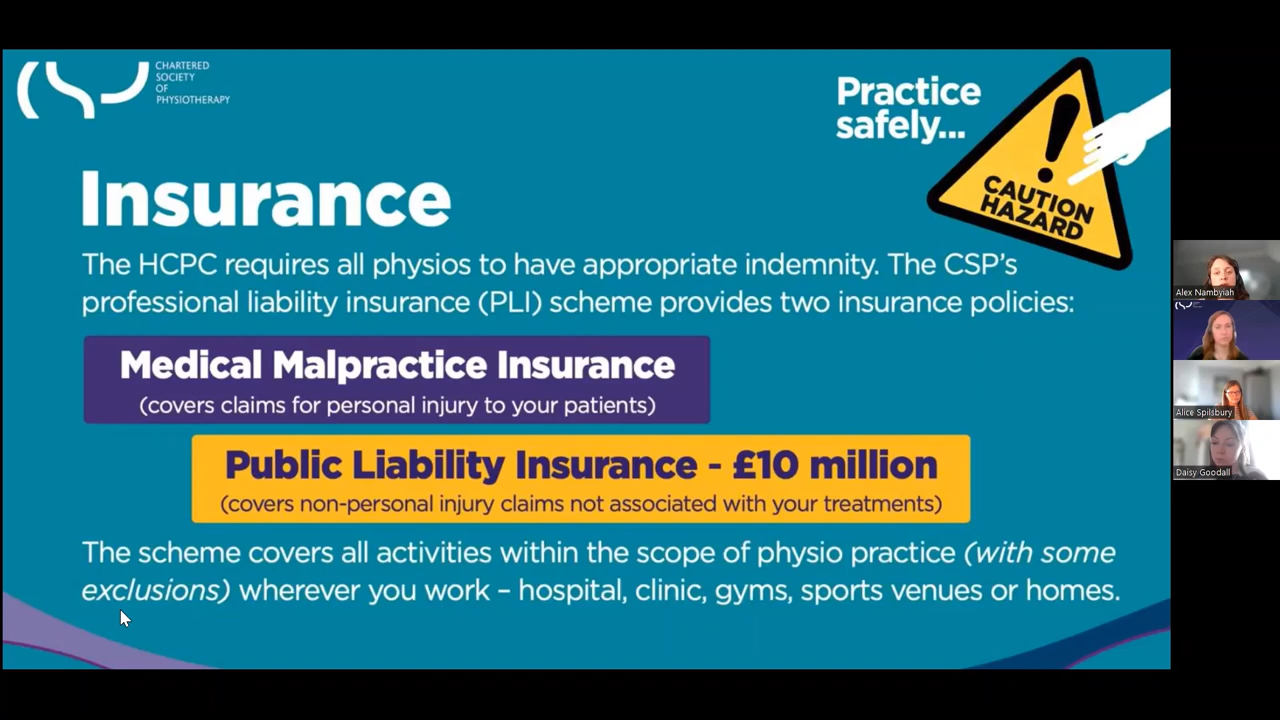 CHARTERED
SOCIETY
OF
PHYSIOTHERAPY
Practice
safely...
CAUTION
HAZARD
Insurance
The HCPC requires all physios to have appropriate indemnity. The CSP's
professional liability insurance (PLI) scheme provides two insurance policies:
Medical Malpractice Insurance
(covers claims for personal injury to your patients)
Public Liability Insurance - £10 million
(covers non-personal injury claims not associated with your treatments)
The scheme covers all activities within the scope of physio practice (with some
exclusions) wherever you work – hospital, clinic, gyms, sports venues or homes.
Alex Nambyiah
Alice Spilsbury
Daisy Goodall